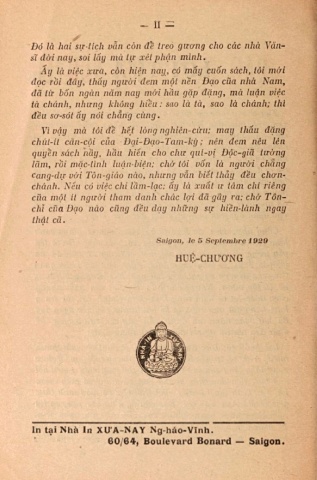 — II —
Đó là hai sự-tích vẫn còn để treo gương cho các nhà Văn-
sĩ đời nay, soi lấy mà tự xét phận mình.
Ấy là việc xưa, còn hiện nay, có mấy cuốn sách, tôi mới
đọc rồi đây, thấy người đem một nền Đạo của nhà Nam,
đã từ bốn ngàn năm nay mới hầu gặp đặng, mà luận việc
tà chánh, nhưng không hiểu: sao là tà, sao là chánh; thì
đều sơ-sót ấy nói chẳng cùng.
Vì vậy mà tôi để hết lòng nghiên-cứu; may thấu đặng
chút-ít căn-cội của Đại-Đạo-Tam-kỳ; nên đem nêu lên
quyền sách nầy, hầu hiến cho chư quí-vị Độc-giả tường
lãm, rồi mặc-tình luận-biện; chớ tôi vốn là người chẳng
can-dự với Tôn-giáo nào, nhưng vẫn biết thảy đều chơn-
chánh. Nếu có việc chi lầm-lạc: ấy là xuất ư tâm chí riêng
của một ít người tham danh chác lợi đã gây ra; chớ Tôn-
chỉ của Đạo nào cũng đều dạy những sự hiền-lành ngay
thật cả.
Saigon, le 5 Septembre 1929
HUỆ-CHƯƠNG
NHÀ-IN XƯA-NAY
In tại Nhà In XƯA-NAY Ng-háo-Vĩnh.
60/64, Boulevard Bonard — Saigon.